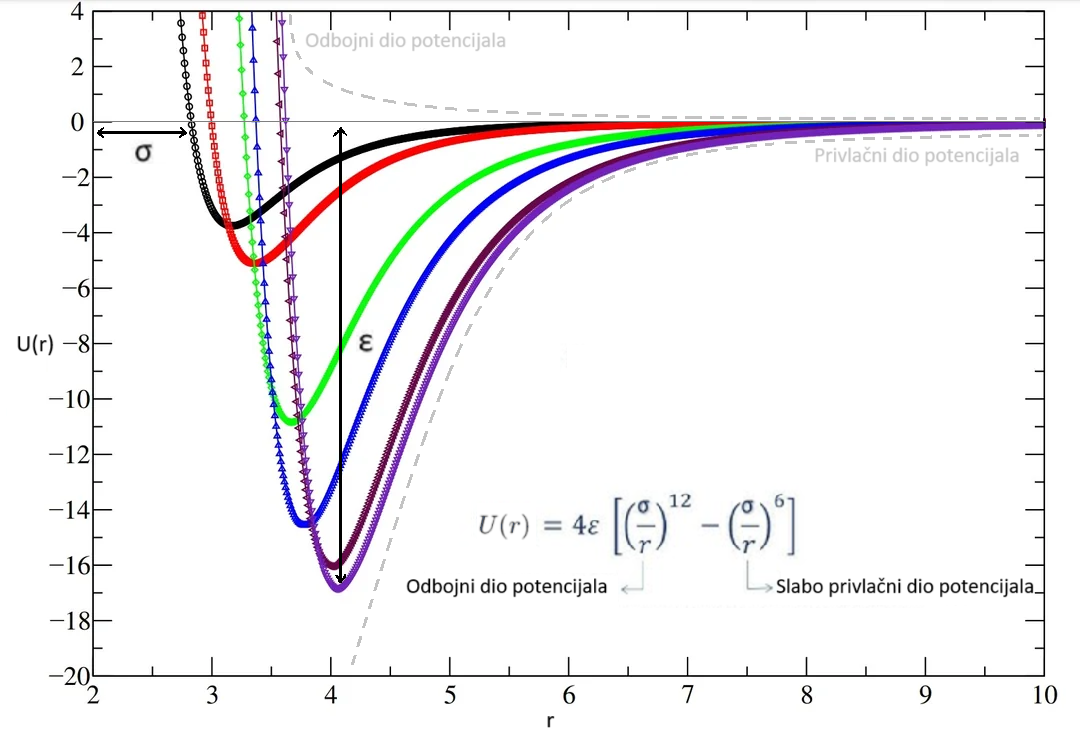 4
2
0
−2
−4
−6
−8
−10
−12
−14
−16
−18
−20
U(r)
2
3
4
5
6
7
8
9
10
r
Odbojni dio potencijala
Privlačni dio potencijala
σ
ε
U(r) = 4ε [(σ/r)^12 − (σ/r)^6]
Odbojni dio potencijala
Slabo privlačni dio potencijala